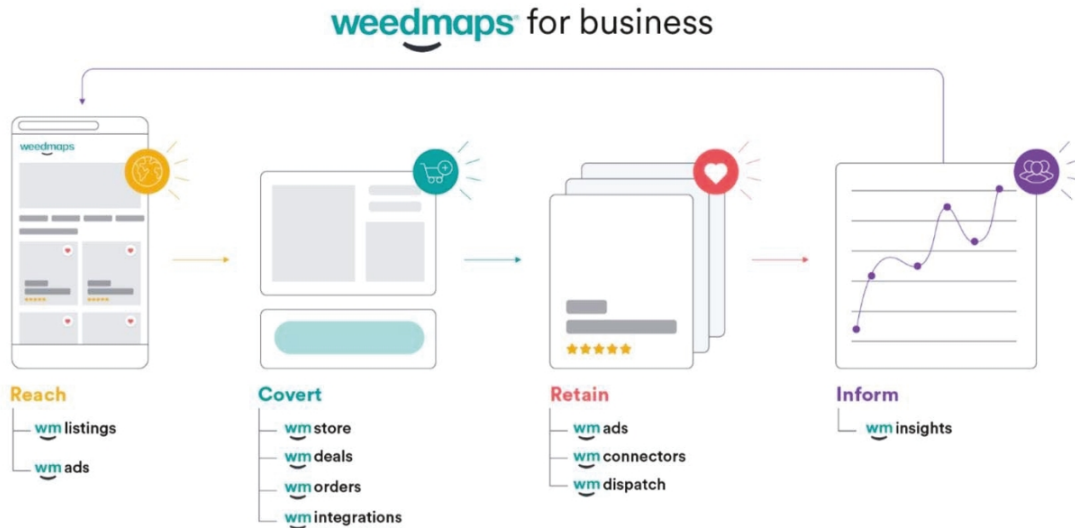 weedmaps for business
weedmaps
Reach
wm listings
wm ads
Covert
wm store
wm deals
wm orders
wm integrations
Retain
wm ads
wm connectors
wm dispatch
Inform
wm insights